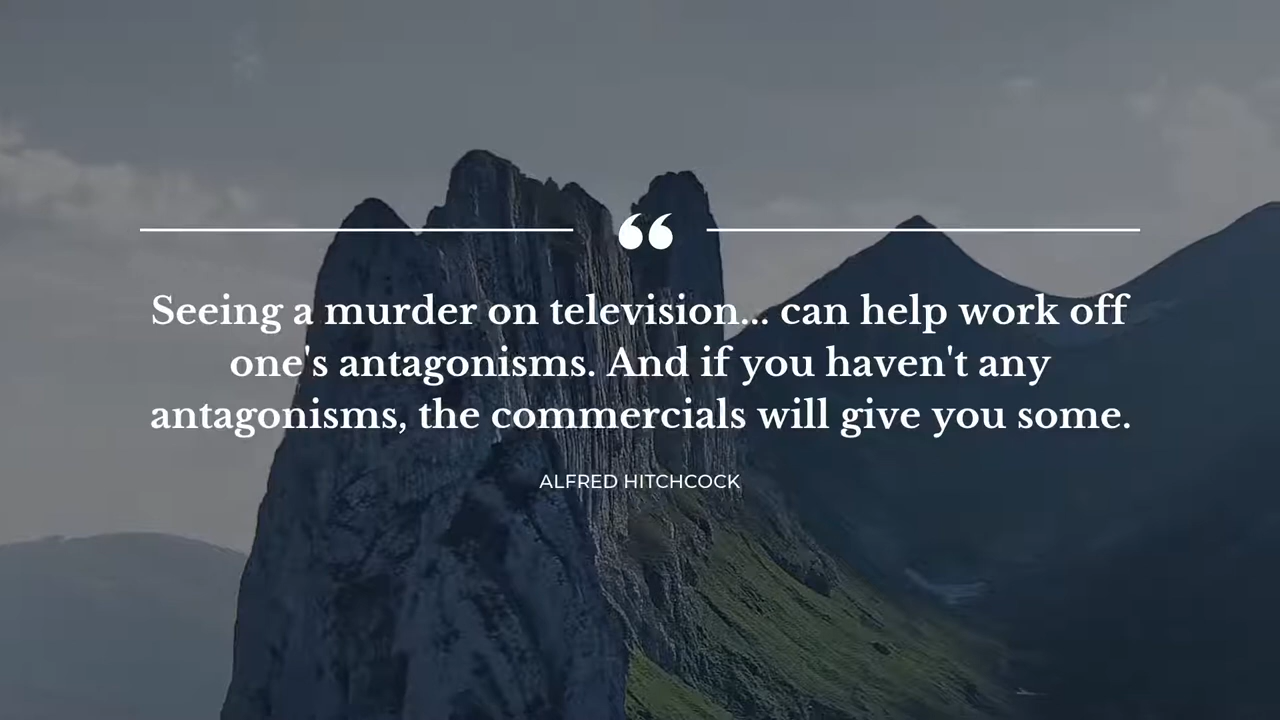 ❝
Seeing a murder on television... can help work off
one's antagonisms. And if you haven't any
antagonisms, the commercials will give you some.
ALFRED HITCHCOCK